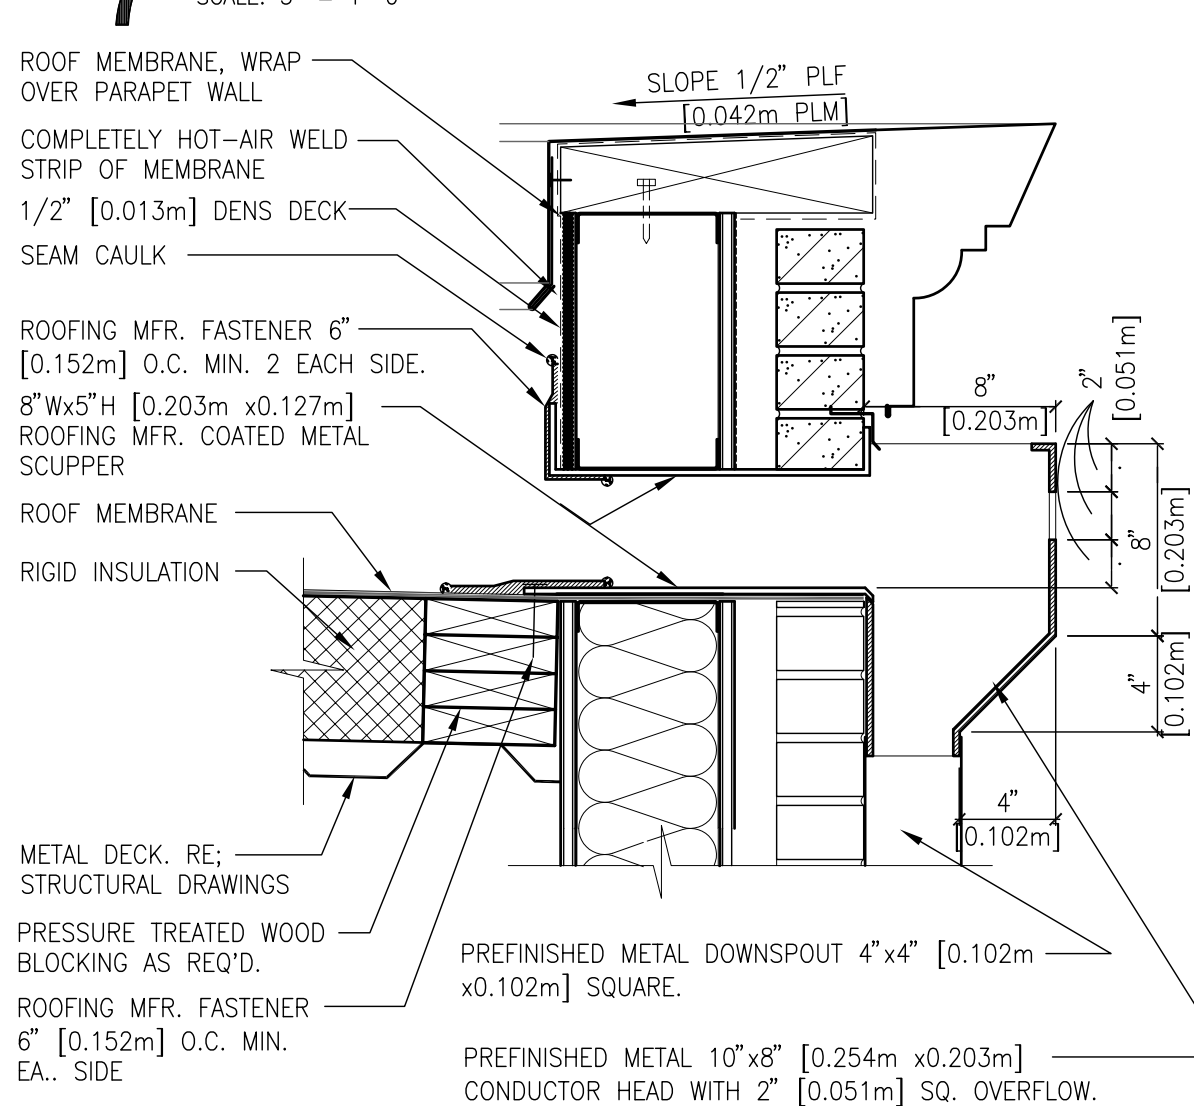 SCALE: 3" = 1'-0"
ROOF MEMBRANE, WRAP
OVER PARAPET WALL
COMPLETELY HOT-AIR WELD
STRIP OF MEMBRANE
1/2" [0.013m] DENS DECK
SEAM CAULK
ROOFING MFR. FASTENER 6"
[0.152m] O.C. MIN. 2 EACH SIDE.
8"Wx5"H [0.203m x0.127m]
ROOFING MFR. COATED METAL
SCUPPER
ROOF MEMBRANE
RIGID INSULATION
METAL DECK. RE;
STRUCTURAL DRAWINGS
PRESSURE TREATED WOOD
BLOCKING AS REQ'D.
ROOFING MFR. FASTENER
6" [0.152m] O.C. MIN.
EA.. SIDE
SLOPE 1/2" PLF
[0.042m PLM]
8"
[0.203m]
2"
[0.051m]
8"
[0.203m]
4"
[0.102m]
4"
[0.102m]
PREFINISHED METAL DOWNSPOUT 4"x4" [0.102m
x0.102m] SQUARE.
PREFINISHED METAL 10"x8" [0.254m x0.203m]
CONDUCTOR HEAD WITH 2" [0.051m] SQ. OVERFLOW.